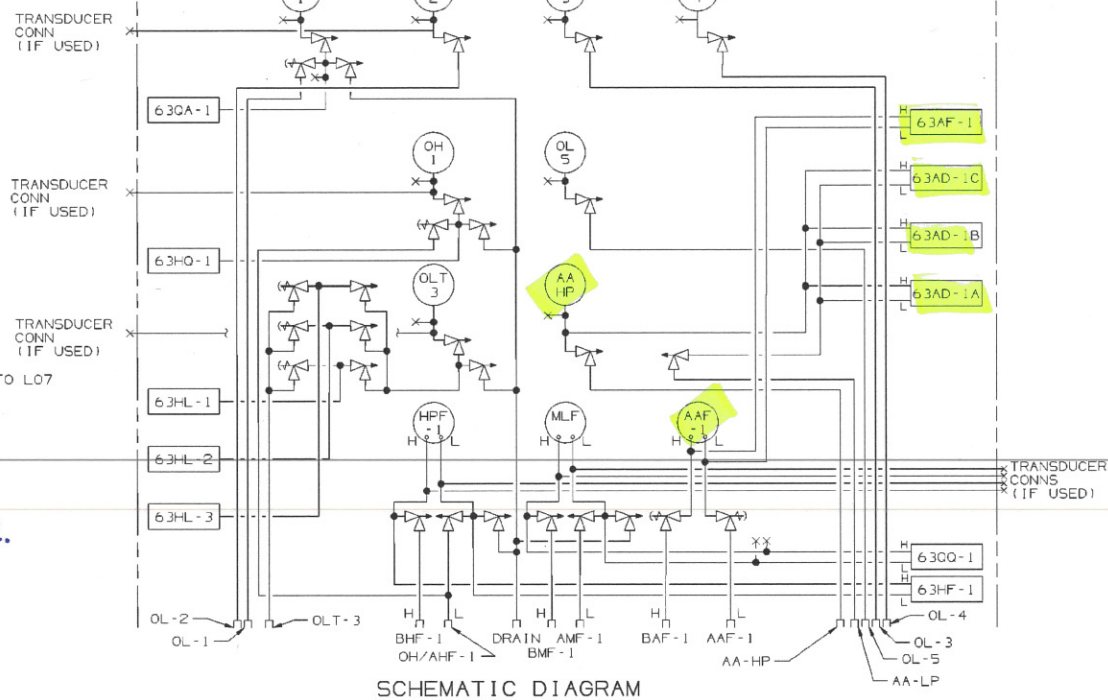 1
2
3
4
TRANSDUCER
CONN
(IF USED)
63QA-1
H
63AF-1
L
OH
1
OL
5
H
63AD-1C
L
TRANSDUCER
CONN
(IF USED)
H
63AD-1B
L
63HQ-1
OLT
3
AA
HP
H
63AD-1A
L
TRANSDUCER
CONN
(IF USED)
TO L07
63HL-1
HPF
-1
H L
MLF
H L
AAF
-1
H L
63HL-2
TRANSDUCER
CONNS
(IF USED)
63HL-3
H
63QQ-1
L
H
63HF-1
L
OL-2
OL-1
OLT-3
H L
BHF-1
OH/AHF-1
DRAIN
H L
AMF-1
BMF-1
H L
BAF-1
AAF-1
AA-HP
AA-LP
OL-5
OL-3
OL-4
SCHEMATIC DIAGRAM